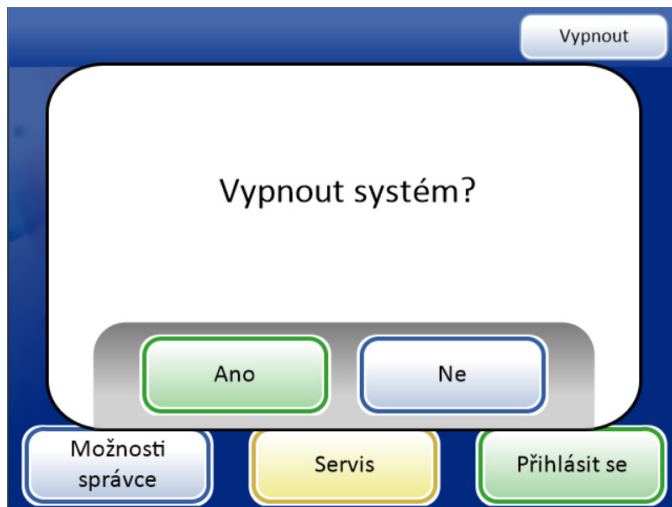 Vypnout
Vypnout systém?
Ano
Ne
Možnosti
správce
Servis
Přihlásit se